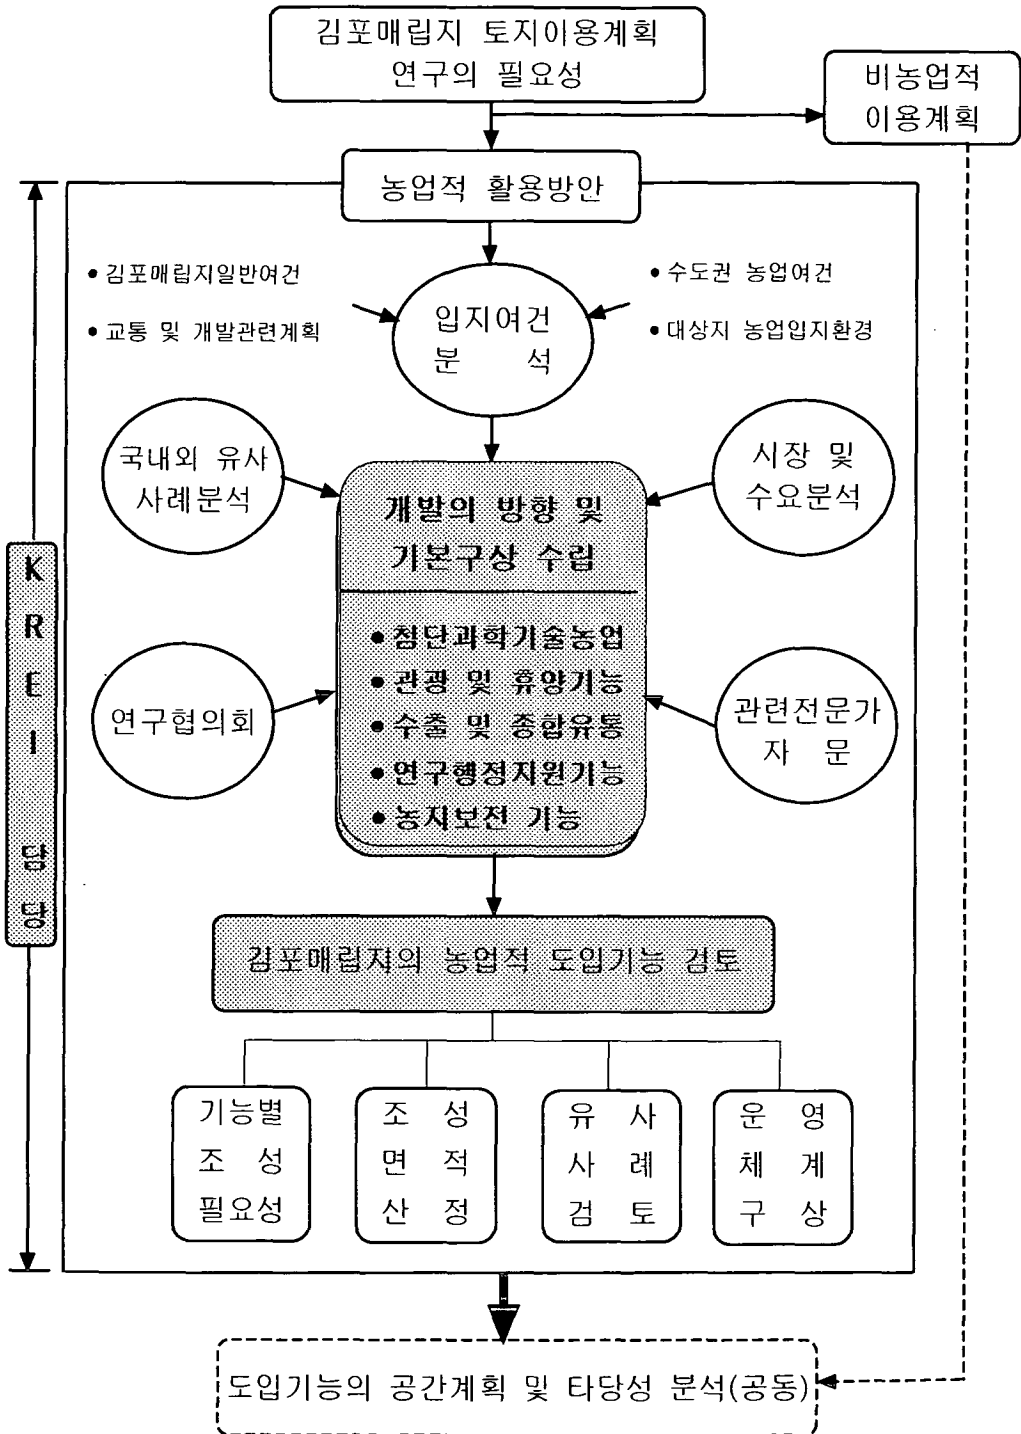 김포매립지 토지이용계획
연구의 필요성
비농업적
이용계획
농업적 활용방안
• 김포매립지일반여건
• 교통 및 개발관련계획
입지여건
분 석
• 수도권 농업여건
• 대상지 농업입지환경
국내외 유사
사례분석
시장 및
수요분석
개발의 방향 및
기본구상 수립
• 첨단과학기술농업
• 관광 및 휴양기능
• 수출 및 종합유통
• 연구행정지원기능
• 농지보전 기능
연구협의회
관련전문가
자 문
K
R
E
I
담
당
김포매립지의 농업적 도입기능 검토
기능별
조 성
필요성
조 성
면 적
산 정
유 사
사 례
검 토
운 영
체 계
구 상
도입기능의 공간계획 및 타당성 분석(공동)